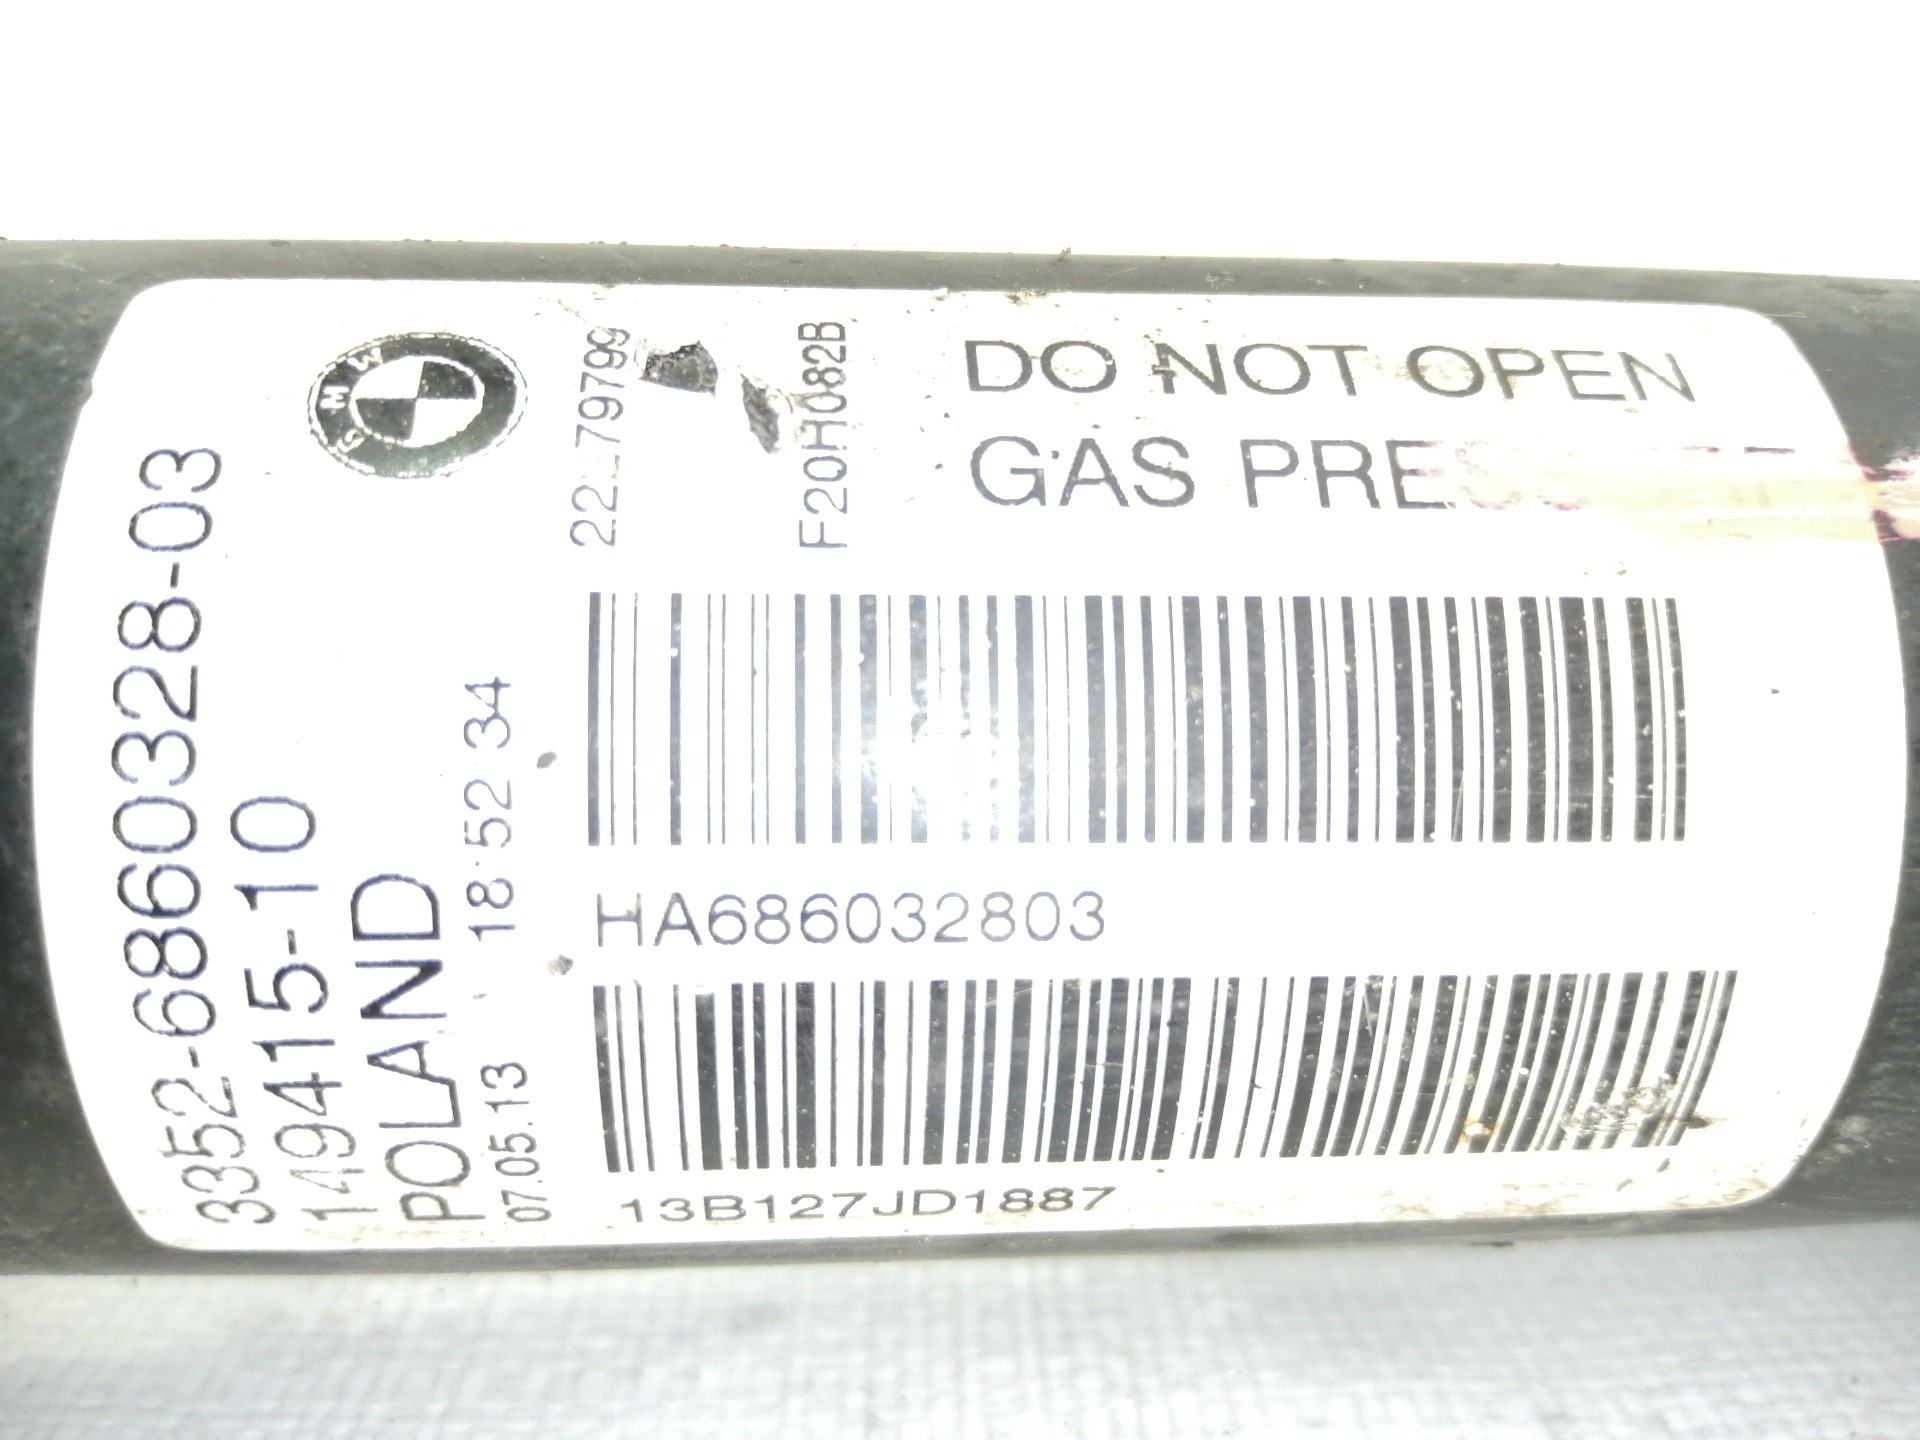 BMW
3352-6860328-03
149415-10
POLAND
07.05.13 18:52 34
F20H082B
DO NOT OPEN
GAS
HA686032803
13B127JD1887